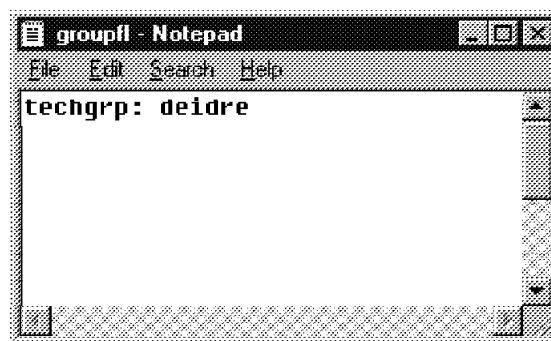 groupfl - Notepad
File Edit Search Help
techgrp: deidre